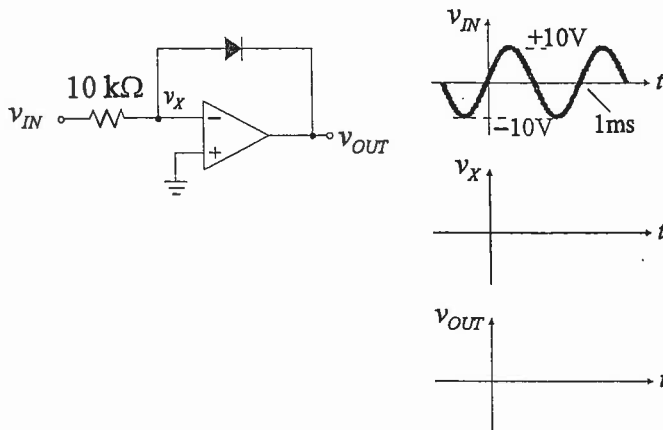 10 kΩ
v_X
v_IN
−
+
v_OUT
v_IN
+10V
t
1ms
−10V
v_X
t
v_OUT
t